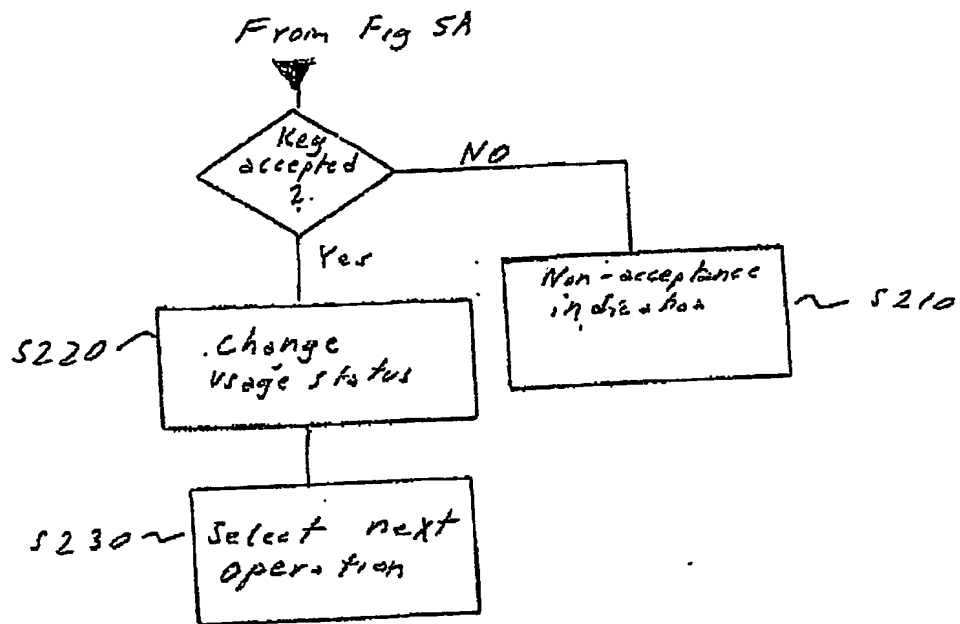 From Fig 5A
Key
accepted
?
NO
Yes
Non-acceptance
indication
S210
S220
Change
usage status
S230
Select next
operation